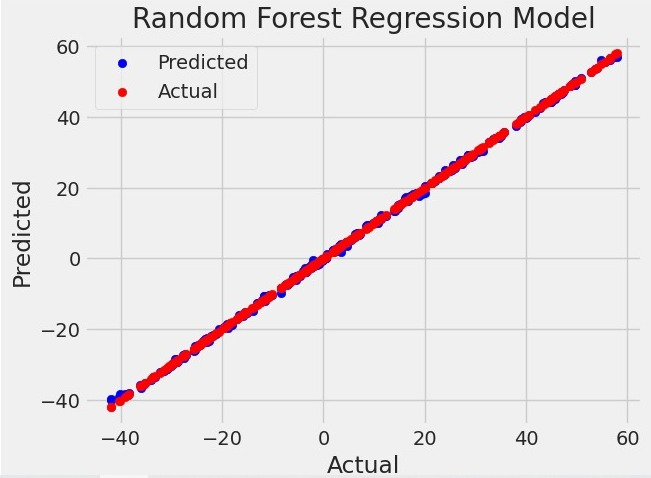 Random Forest Regression Model
60
Predicted
Actual
40
20
0
−20
−40
Predicted
−40 −20 0 20 40 60
Actual